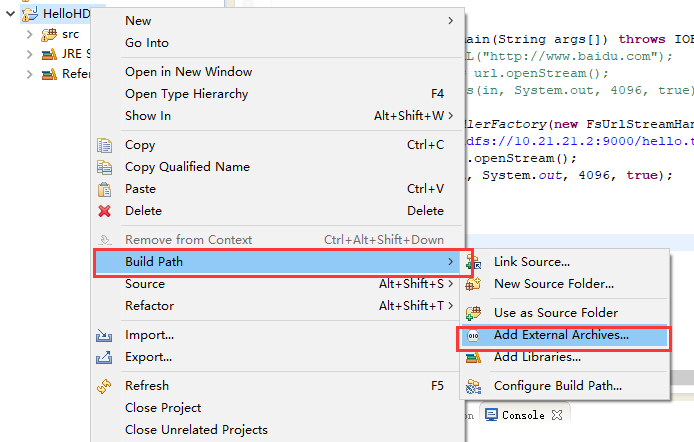 HelloHD
src
JRE S
Refer
New
Go Into
Open in New Window
Open Type Hierarchy F4
Show In Alt+Shift+W
Copy Ctrl+C
Copy Qualified Name
Paste Ctrl+V
Delete Delete
Remove from Context Ctrl+Alt+Shift+Down
Build Path
Source Alt+Shift+S
Refactor Alt+Shift+T
Import...
Export...
Refresh F5
Close Project
Close Unrelated Projects
ain(String args[]) throws IOE
L("http://www.baidu.com");
url.openStream();
s(in, System.out, 4096, true)
lerFactory(new FsUrlStreamHan
dfs://10.21.21.2:9000/hello.t
.openStream();
, System.out, 4096, true);
Link Source...
New Source Folder...
Use as Source Folder
Add External Archives...
Add Libraries...
Configure Build Path...
on
Console